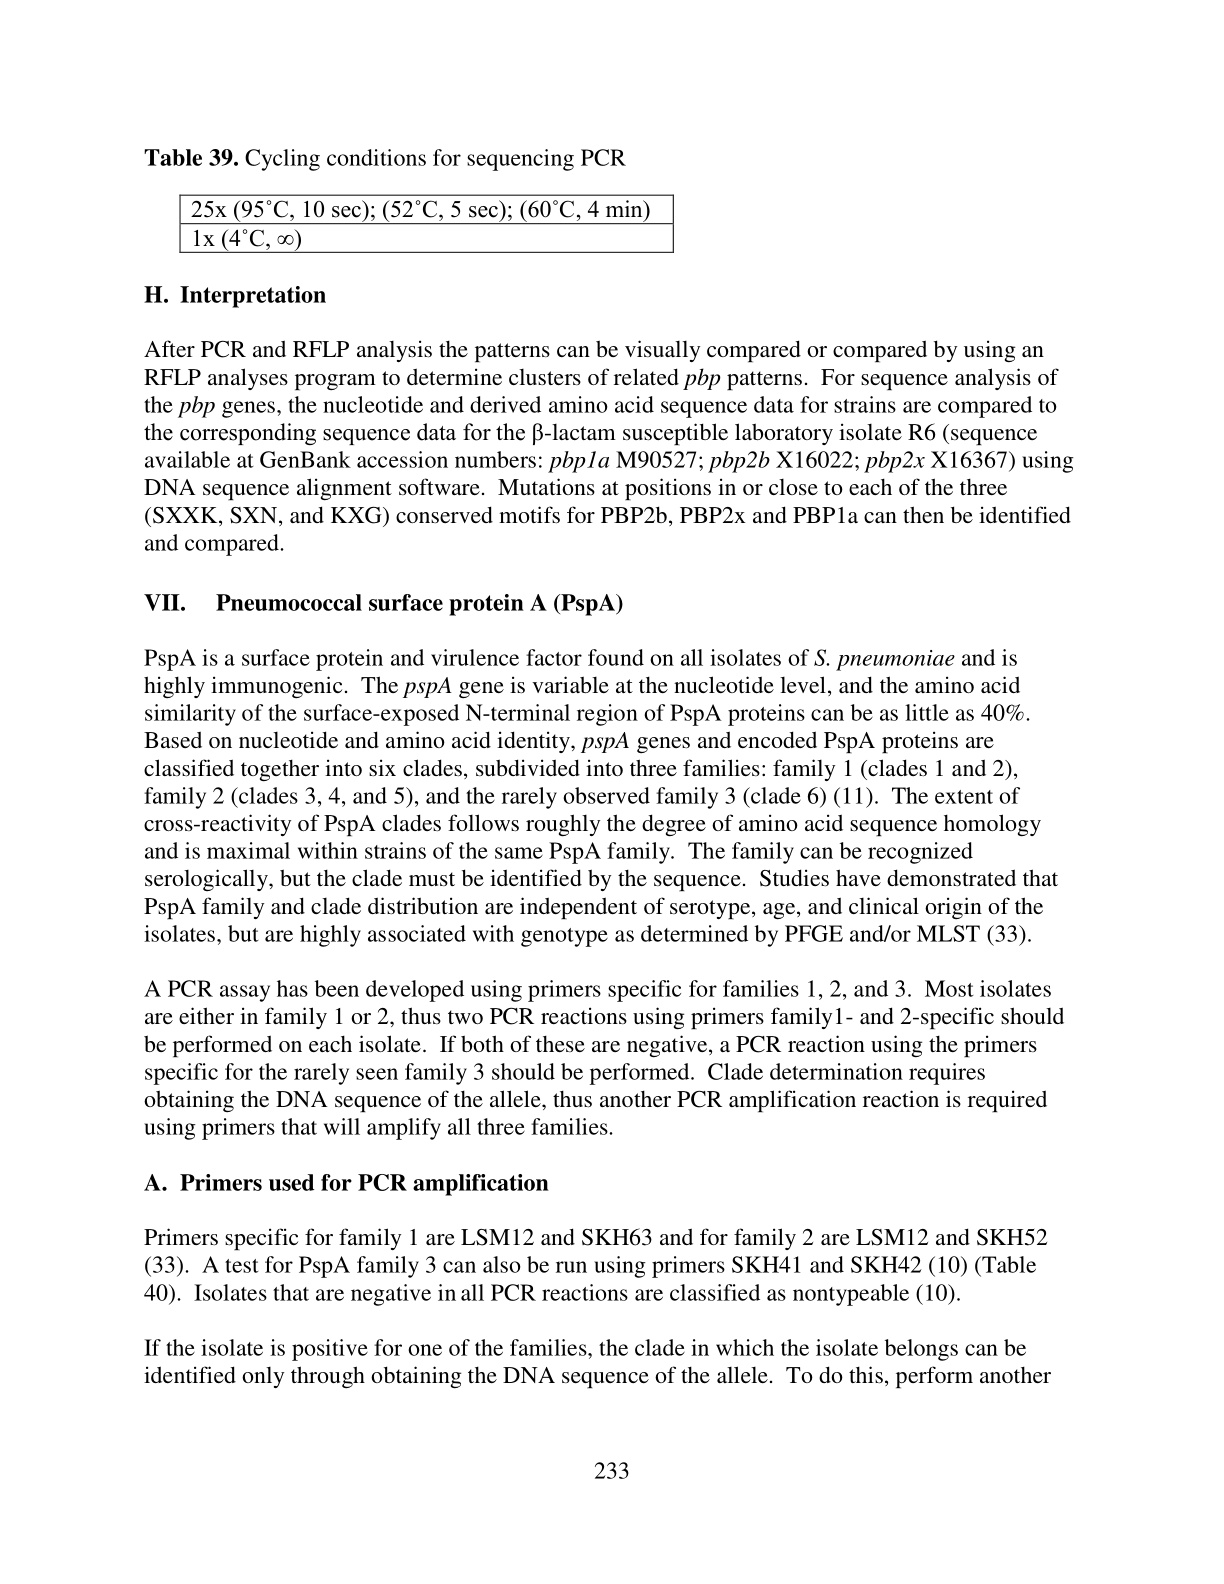 Table 39. Cycling conditions for sequencing PCR
25x (95˚C, 10 sec); (52˚C, 5 sec); (60˚C, 4 min)
1x (4˚C, ∞)
H. Interpretation
After PCR and RFLP analysis the patterns can be visually compared or compared by using an
RFLP analyses program to determine clusters of related pbp patterns. For sequence analysis of
the pbp genes, the nucleotide and derived amino acid sequence data for strains are compared to
the corresponding sequence data for the β-lactam susceptible laboratory isolate R6 (sequence
available at GenBank accession numbers: pbp1a M90527; pbp2b X16022; pbp2x X16367) using
DNA sequence alignment software. Mutations at positions in or close to each of the three
(SXXK, SXN, and KXG) conserved motifs for PBP2b, PBP2x and PBP1a can then be identified
and compared.
VII. Pneumococcal surface protein A (PspA)
PspA is a surface protein and virulence factor found on all isolates of S. pneumoniae and is
highly immunogenic. The pspA gene is variable at the nucleotide level, and the amino acid
similarity of the surface-exposed N-terminal region of PspA proteins can be as little as 40%.
Based on nucleotide and amino acid identity, pspA genes and encoded PspA proteins are
classified together into six clades, subdivided into three families: family 1 (clades 1 and 2),
family 2 (clades 3, 4, and 5), and the rarely observed family 3 (clade 6) (11). The extent of
cross-reactivity of PspA clades follows roughly the degree of amino acid sequence homology
and is maximal within strains of the same PspA family. The family can be recognized
serologically, but the clade must be identified by the sequence. Studies have demonstrated that
PspA family and clade distribution are independent of serotype, age, and clinical origin of the
isolates, but are highly associated with genotype as determined by PFGE and/or MLST (33).
A PCR assay has been developed using primers specific for families 1, 2, and 3. Most isolates
are either in family 1 or 2, thus two PCR reactions using primers family1- and 2-specific should
be performed on each isolate. If both of these are negative, a PCR reaction using the primers
specific for the rarely seen family 3 should be performed. Clade determination requires
obtaining the DNA sequence of the allele, thus another PCR amplification reaction is required
using primers that will amplify all three families.
A. Primers used for PCR amplification
Primers specific for family 1 are LSM12 and SKH63 and for family 2 are LSM12 and SKH52
(33). A test for PspA family 3 can also be run using primers SKH41 and SKH42 (10) (Table
40). Isolates that are negative in all PCR reactions are classified as nontypeable (10).
If the isolate is positive for one of the families, the clade in which the isolate belongs can be
identified only through obtaining the DNA sequence of the allele. To do this, perform another
233